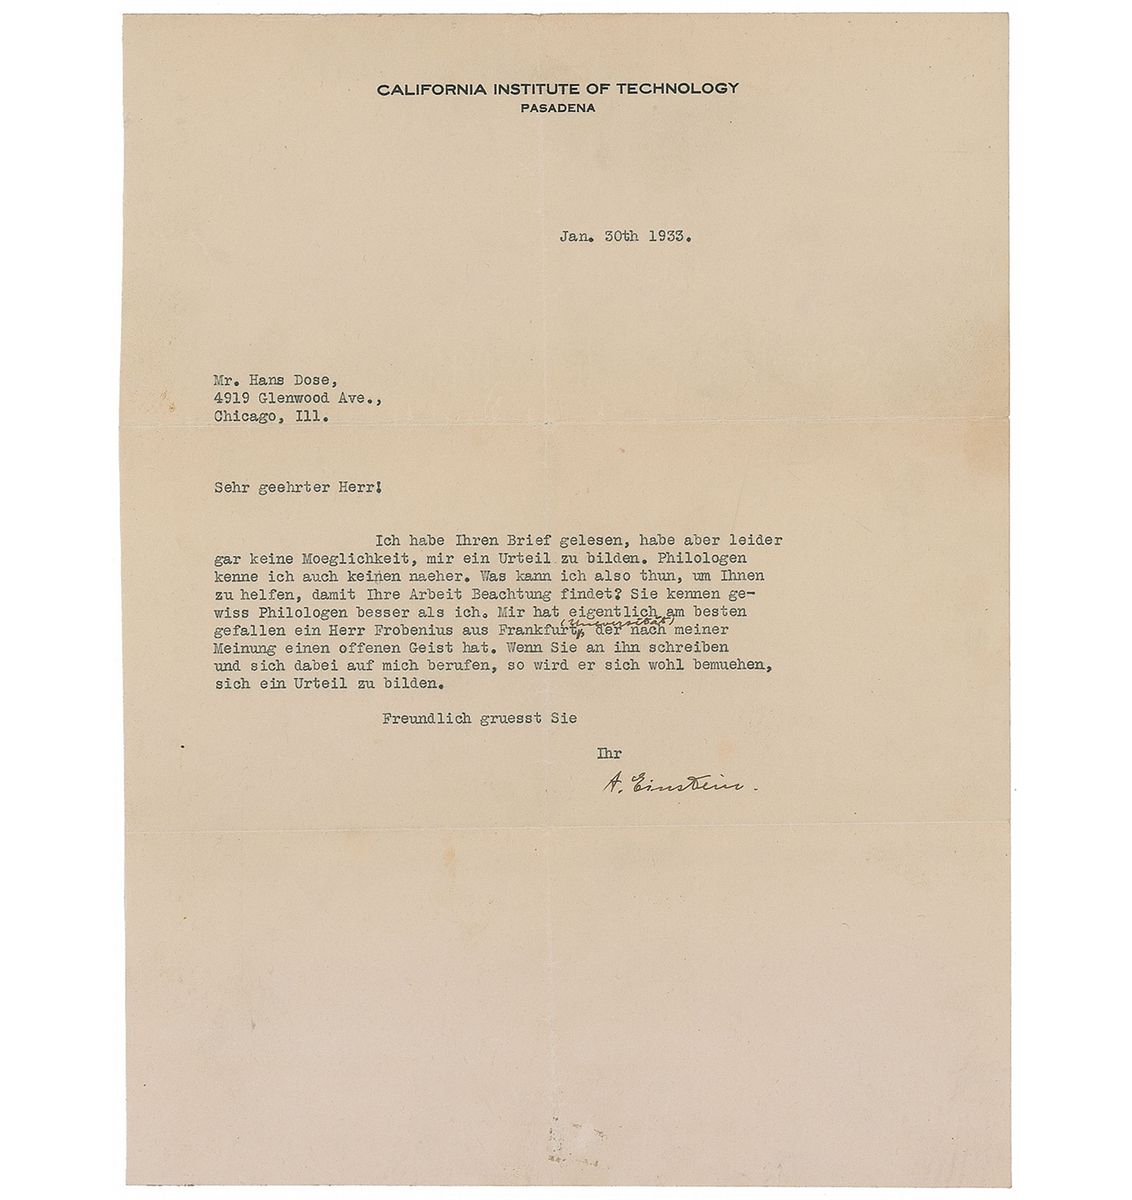 CALIFORNIA INSTITUTE OF TECHNOLOGY
PASADENA
Jan. 30th 1933.
Mr. Hans Dose,
4919 Glenwood Ave.,
Chicago, Ill.
Sehr geehrter Herr!
Ich habe Ihren Brief gelesen, habe aber leider
gar keine Moeglichkeit, mir ein Urteil zu bilden. Philologen
kenne ich auch keinen naeher. Was kann ich also thun, um Ihnen
zu helfen, damit Ihre Arbeit Beachtung findet? Sie kennen ge-
wiss Philologen besser als ich. Mir hat eigentlich am besten
(Universität)
gefallen ein Herr Frobenius aus Frankfurt, der nach meiner
Meinung einen offenen Geist hat. Wenn Sie an ihn schreiben
und sich dabei auf mich berufen, so wird er sich wohl bemuehen,
sich ein Urteil zu bilden.
Freundlich gruesst Sie
Ihr
A. Einstein.